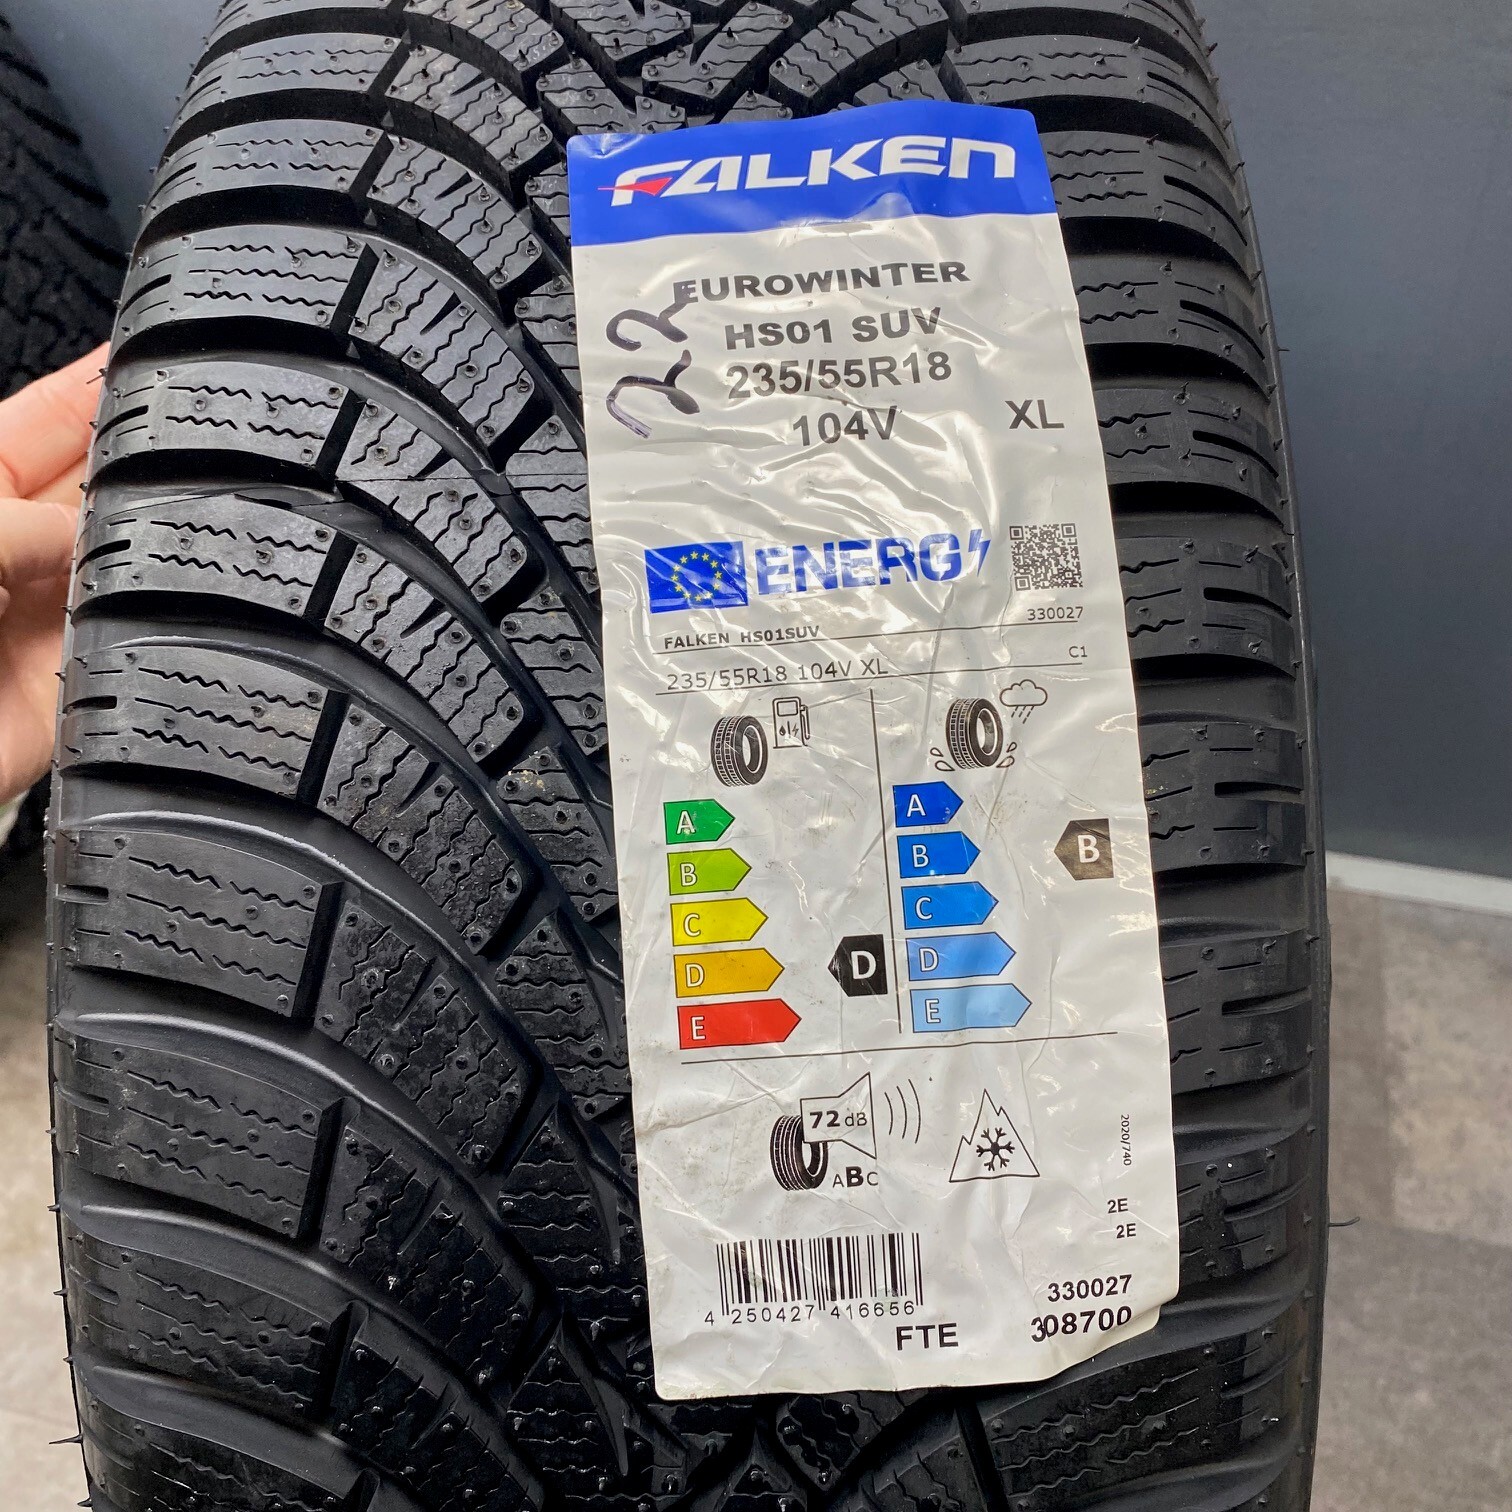 FALKEN
EUROWINTER
HS01 SUV
235/55R18
104V
XL
22
ENERG
330027
FALKEN HS01SUV
235/55R18 104V XL
C1
A
B
C
D
E
D
A
B
C
D
E
B
72 dB
ABC
2020/740
2E
2E
4 250427 416656
330027
FTE
308700